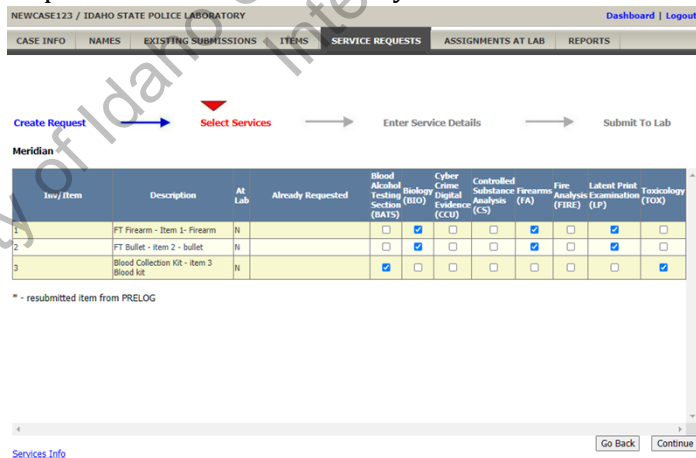 NEWCASE123 / IDAHO STATE POLICE LABORATORY Dashboard | Logout
CASE INFO NAMES EXISTING SUBMISSIONS ITEMS SERVICE REQUESTS ASSIGNMENTS AT LAB REPORTS
Create Request Select Services Enter Service Details Submit To Lab
Meridian
Inv/Item Description At Lab Already Requested Blood Alcohol Testing Section (BATS) Biology (BIO) Cyber Crime Digital Evidence (CCU) Controlled Substance Analysis (CS) Firearms (FA) Fire Analysis (FIRE) Latent Print Examination (LP) Toxicology (TOX)
1 FT Firearm - Item 1- Firearm N
2 FT Bullet - item 2 - bullet N
3 Blood Collection Kit - item 3 Blood kit N
* - resubmitted item from PRELOG
Go Back Continue
Services Info
ty of Idaho
Inte